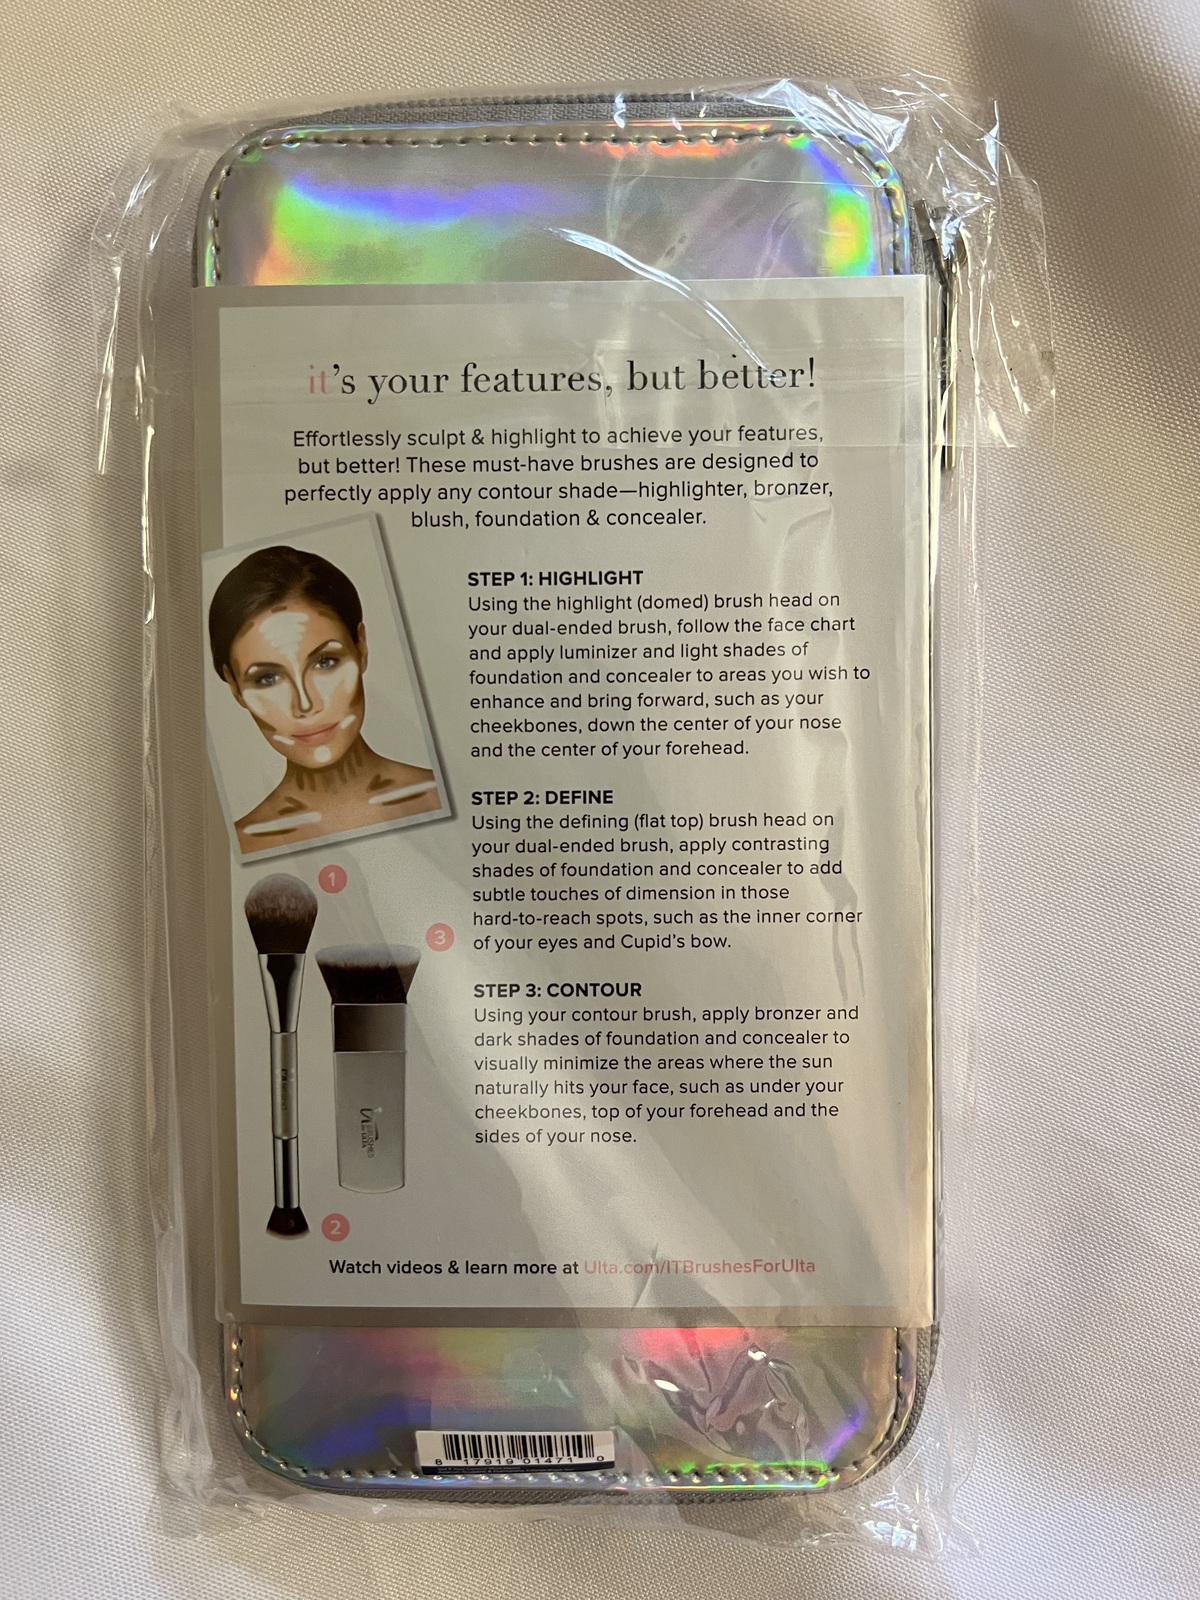 it's your features, but better!
Effortlessly sculpt & highlight to achieve your features,
but better! These must-have brushes are designed to
perfectly apply any contour shade—highlighter, bronzer,
blush, foundation & concealer.
STEP 1: HIGHLIGHT
Using the highlight (domed) brush head on
your dual-ended brush, follow the face chart
and apply luminizer and light shades of
foundation and concealer to areas you wish to
enhance and bring forward, such as your
cheekbones, down the center of your nose
and the center of your forehead.
STEP 2: DEFINE
Using the defining (flat top) brush head on
your dual-ended brush, apply contrasting
shades of foundation and concealer to add
subtle touches of dimension in those
hard-to-reach spots, such as the inner corner
of your eyes and Cupid's bow.
STEP 3: CONTOUR
Using your contour brush, apply bronzer and
dark shades of foundation and concealer to
visually minimize the areas where the sun
naturally hits your face, such as under your
cheekbones, top of your forehead and the
sides of your nose.
1
3
2
IT BRUSHES
FOR ULTA
Watch videos & learn more at Ulta.com/ITBrushesForUlta
8 17919 01471 0